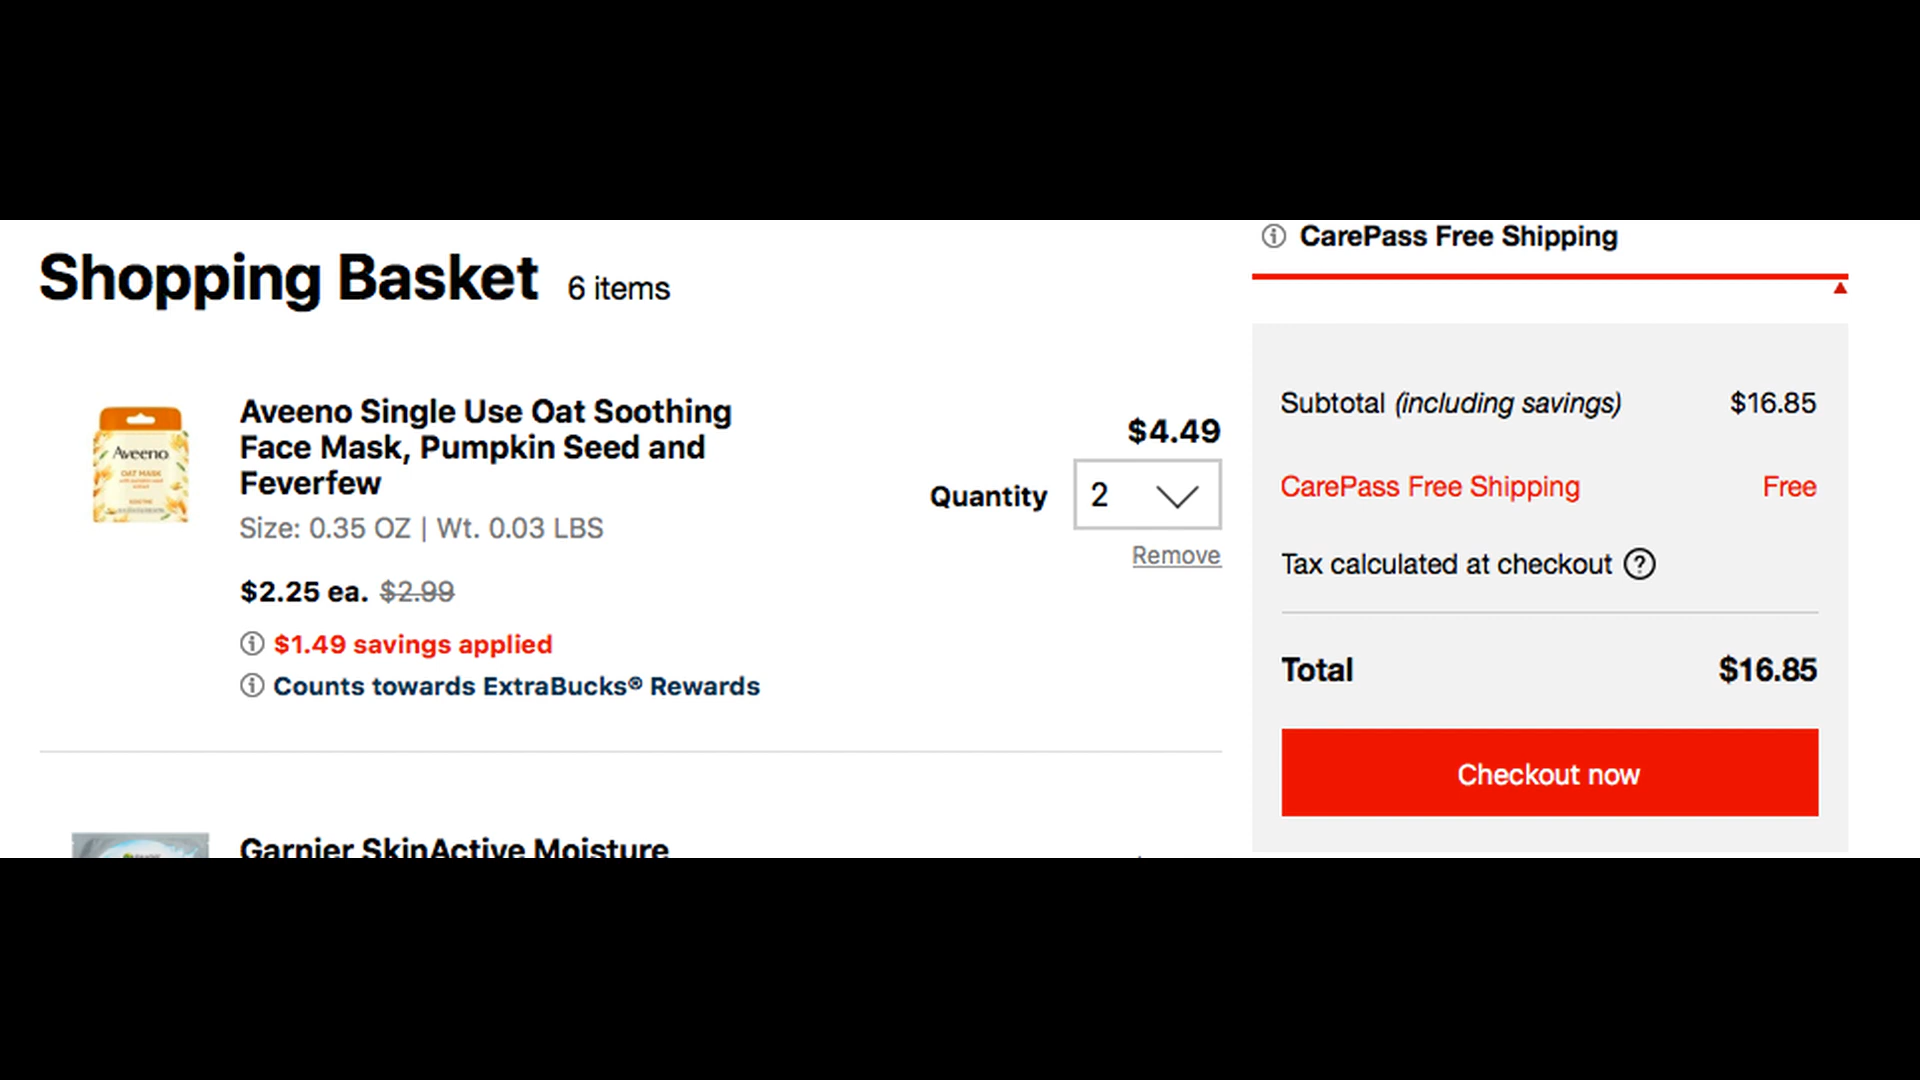 CarePass Free Shipping
Shopping Basket 6 items
Aveeno Single Use Oat Soothing
Face Mask, Pumpkin Seed and
Feverfew
Size: 0.35 OZ | Wt. 0.03 LBS
$2.25 ea. $2.99
$1.49 savings applied
Counts towards ExtraBucks® Rewards
$4.49
Quantity 2
Remove
Aveeno
OAT MASK
Garnier SkinActive Moisture
Subtotal (including savings) $16.85
CarePass Free Shipping Free
Tax calculated at checkout ?
Total $16.85
Checkout now